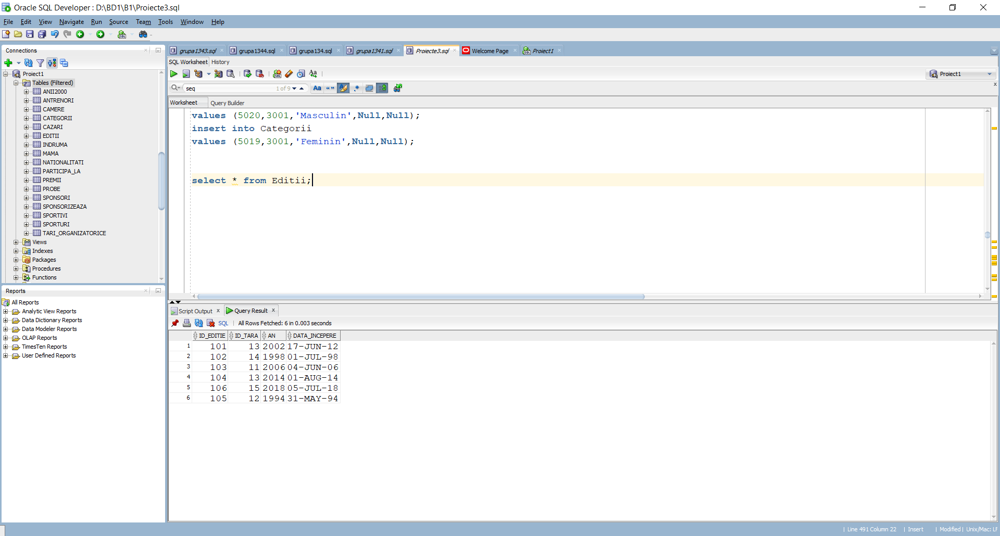 Oracle SQL Developer : D:\BD1\B1\Proiecte3.sql
File Edit View Navigate Run Source Team Tools Window Help
Connections
Proiect1
Tables (Filtered)
ANII2000
ANTRENORI
CAMERE
CATEGORII
CAZARI
EDITII
INDRUMA
MAMA
NATIONALITATI
PARTICIPA_LA
PREMII
PROBE
SPONSORI
SPONSORIZEAZA
SPORTIVI
SPORTURI
TARI_ORGANIZATORICE
Views
Indexes
Packages
Procedures
Functions
Reports
All Reports
Analytic View Reports
Data Dictionary Reports
Data Modeler Reports
OLAP Reports
TimesTen Reports
User Defined Reports
grupa1343.sql grupa1344.sql grupa134.sql grupa1341.sql Proiecte3.sql Welcome Page Proiect1
SQL Worksheet History
Proiect1
seq 1 of 9
Worksheet Query Builder
values (5020,3001,'Masculin',Null,Null);
insert into Categorii
values (5019,3001,'Feminin',Null,Null);
select * from Editii;
Script Output x Query Result x
SQL | All Rows Fetched: 6 in 0.003 seconds
ID_EDITIE ID_TARA AN DATA_INCEPERE
1 101 13 2002 17-JUN-12
2 102 14 1998 01-JUL-98
3 103 11 2006 04-JUN-06
4 104 13 2014 01-AUG-14
5 106 15 2018 05-JUL-18
6 105 12 1994 31-MAY-94
| Line 491 Column 22 | Insert | Modified | Unix/Mac: LF